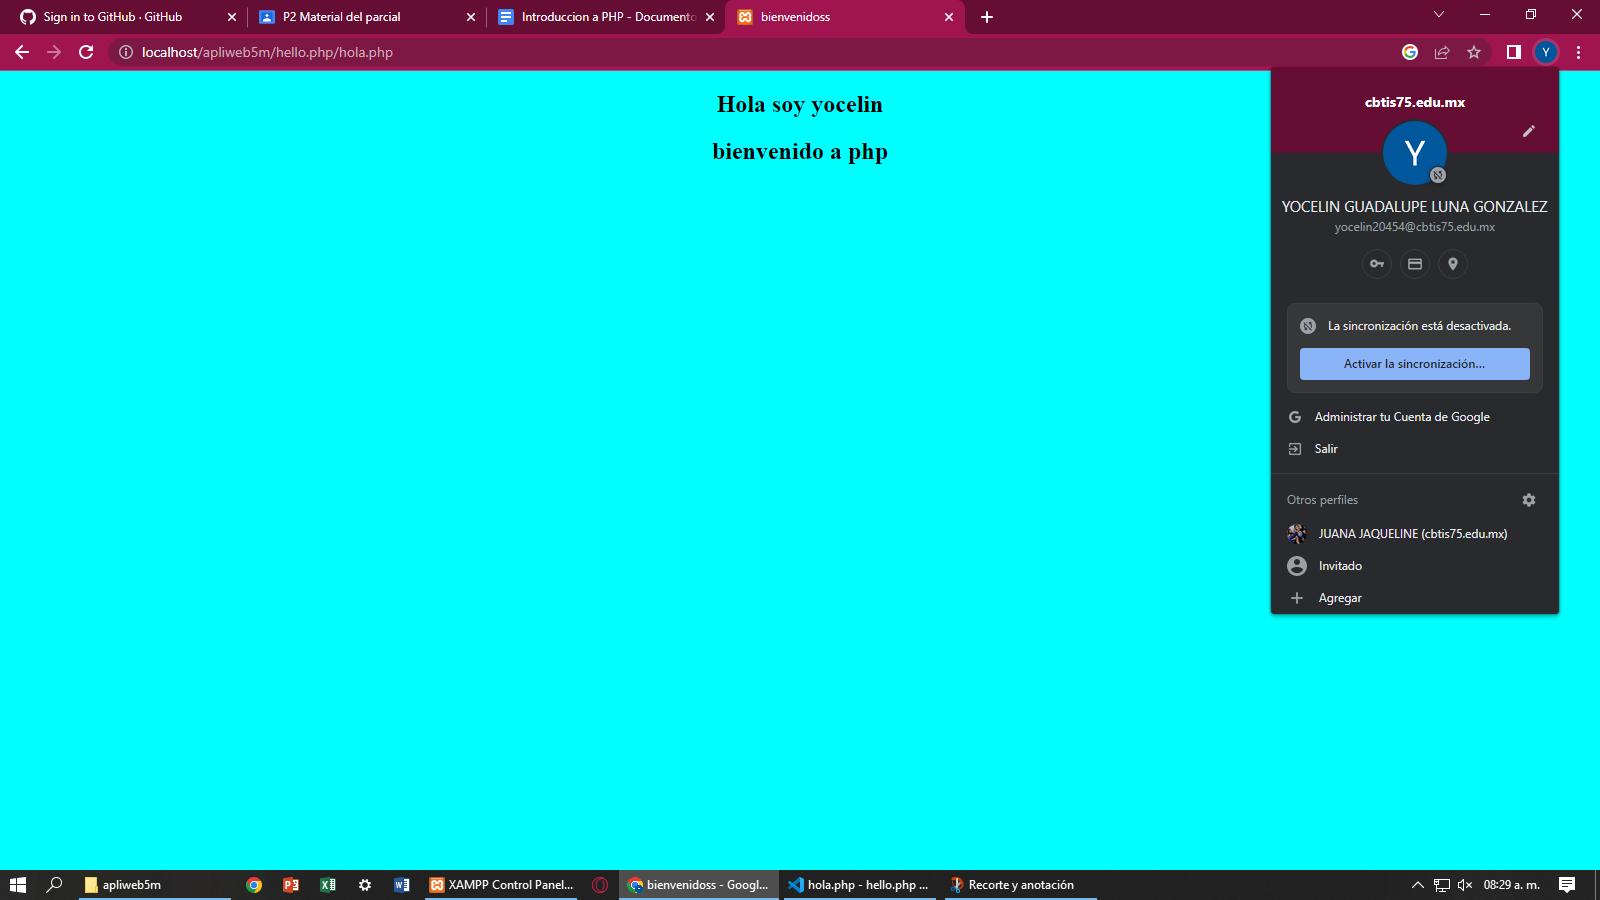 Sign in to GitHub · GitHub
P2 Material del parcial
Introduccion a PHP - Documento
bienvenidoss
localhost/apliweb5m/hello.php/hola.php
Y
Hola soy yocelin
bienvenido a php
cbtis75.edu.mx
Y
YOCELIN GUADALUPE LUNA GONZALEZ
yocelin20454@cbtis75.edu.mx
La sincronización está desactivada.
Activar la sincronización...
Administrar tu Cuenta de Google
Salir
Otros perfiles
JUANA JAQUELINE (cbtis75.edu.mx)
Invitado
Agregar
apliweb5m
XAMPP Control Panel...
bienvenidoss - Googl...
hola.php - hello.php ...
Recorte y anotación
08:29 a. m.